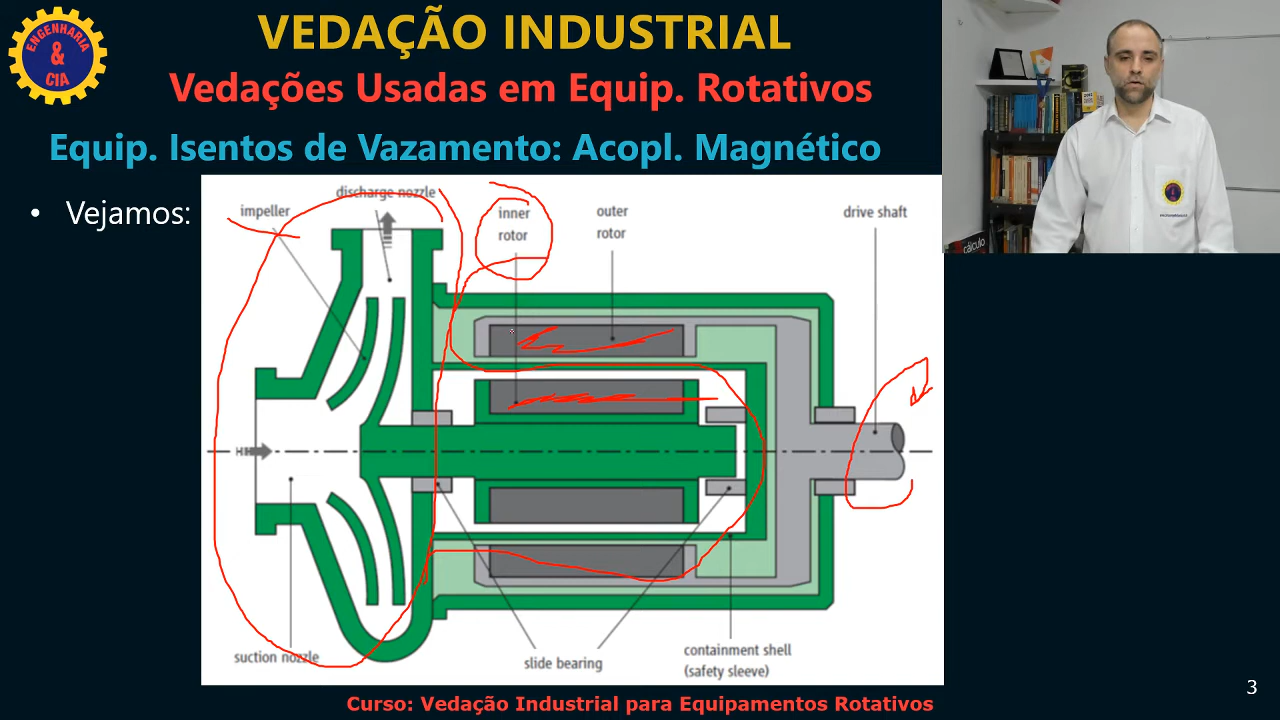 VEDAÇÃO INDUSTRIAL
ENGENHARIA
&
CIA
Vedações Usadas em Equip. Rotativos
Equip. Isentos de Vazamento: Acopl. Magnético
• Vejamos:
discharge nozzle
impeller
inner
rotor
outer
rotor
drive shaft
suction nozzle
slide bearing
containment shell
(safety sleeve)
cálculo
3
Curso: Vedação Industrial para Equipamentos Rotativos